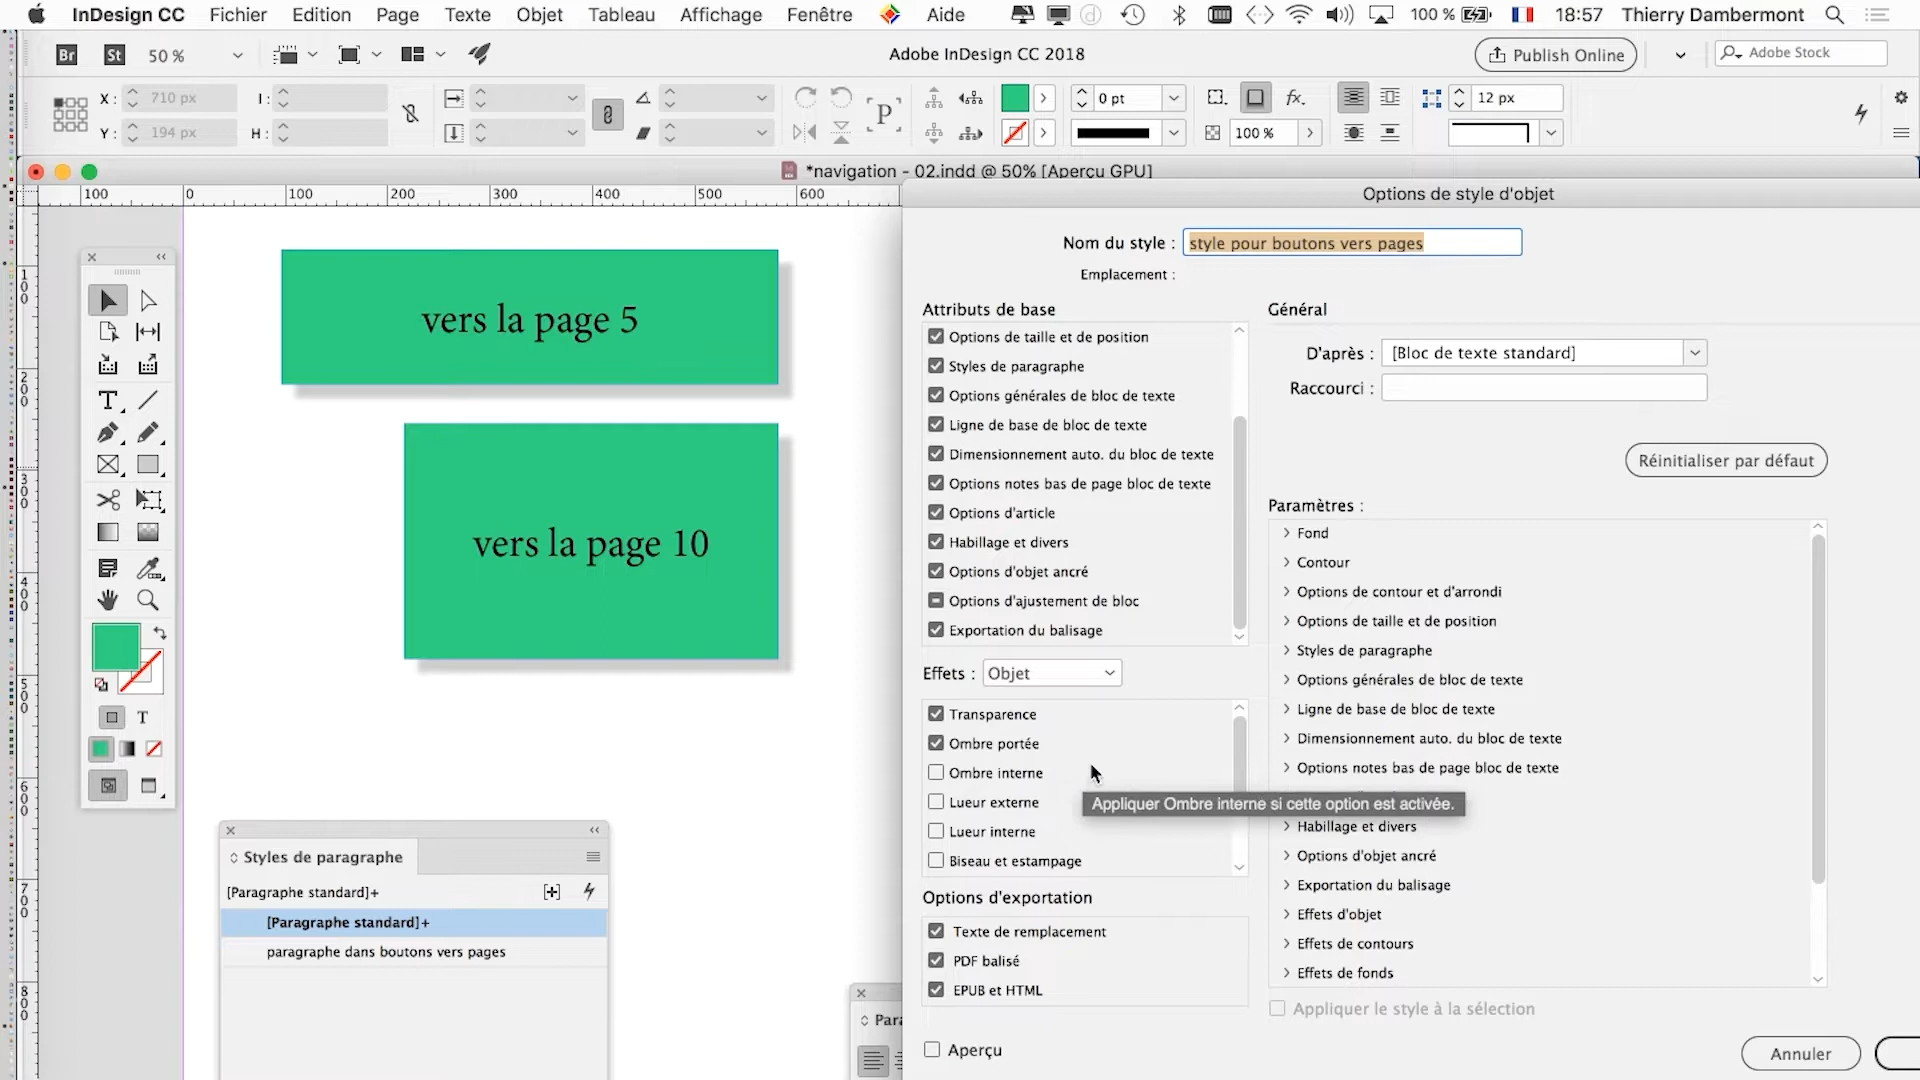 InDesign CC Fichier Edition Page Texte Objet Tableau Affichage Fenêtre Aide 100 % 18:57 Thierry Dambermont
Br St 50 % Adobe InDesign CC 2018 Publish Online Adobe Stock
X : 710 px I : 0 pt fx. 12 px
Y : 194 px H : P 100 %
*navigation - 02.indd @ 50% [Aperçu GPU]
100 0 100 200 300 400 500 600
Options de style d'objet
Nom du style : style pour boutons vers pages
Emplacement :
Attributs de base
Options de taille et de position
Styles de paragraphe
Options générales de bloc de texte
Ligne de base de bloc de texte
Dimensionnement auto. du bloc de texte
Options notes bas de page bloc de texte
Options d'article
Habillage et divers
Options d'objet ancré
Options d'ajustement de bloc
Exportation du balisage
Effets : Objet
Transparence
Ombre portée
Ombre interne
Lueur externe
Lueur interne
Biseau et estampage
Appliquer Ombre interne si cette option est activée.
Options d'exportation
Texte de remplacement
PDF balisé
EPUB et HTML
Aperçu
Général
D'après : [Bloc de texte standard]
Raccourci :
Réinitialiser par défaut
Paramètres :
Fond
Contour
Options de contour et d'arrondi
Options de taille et de position
Styles de paragraphe
Options générales de bloc de texte
Ligne de base de bloc de texte
Dimensionnement auto. du bloc de texte
Options notes bas de page bloc de texte
Habillage et divers
Options d'objet ancré
Exportation du balisage
Effets d'objet
Effets de contours
Effets de fonds
Appliquer le style à la sélection
Annuler
vers la page 5
vers la page 10
100
200
300
400
500
600
700
800
T
T
Styles de paragraphe
[Paragraphe standard]+
[Paragraphe standard]+
paragraphe dans boutons vers pages
Para